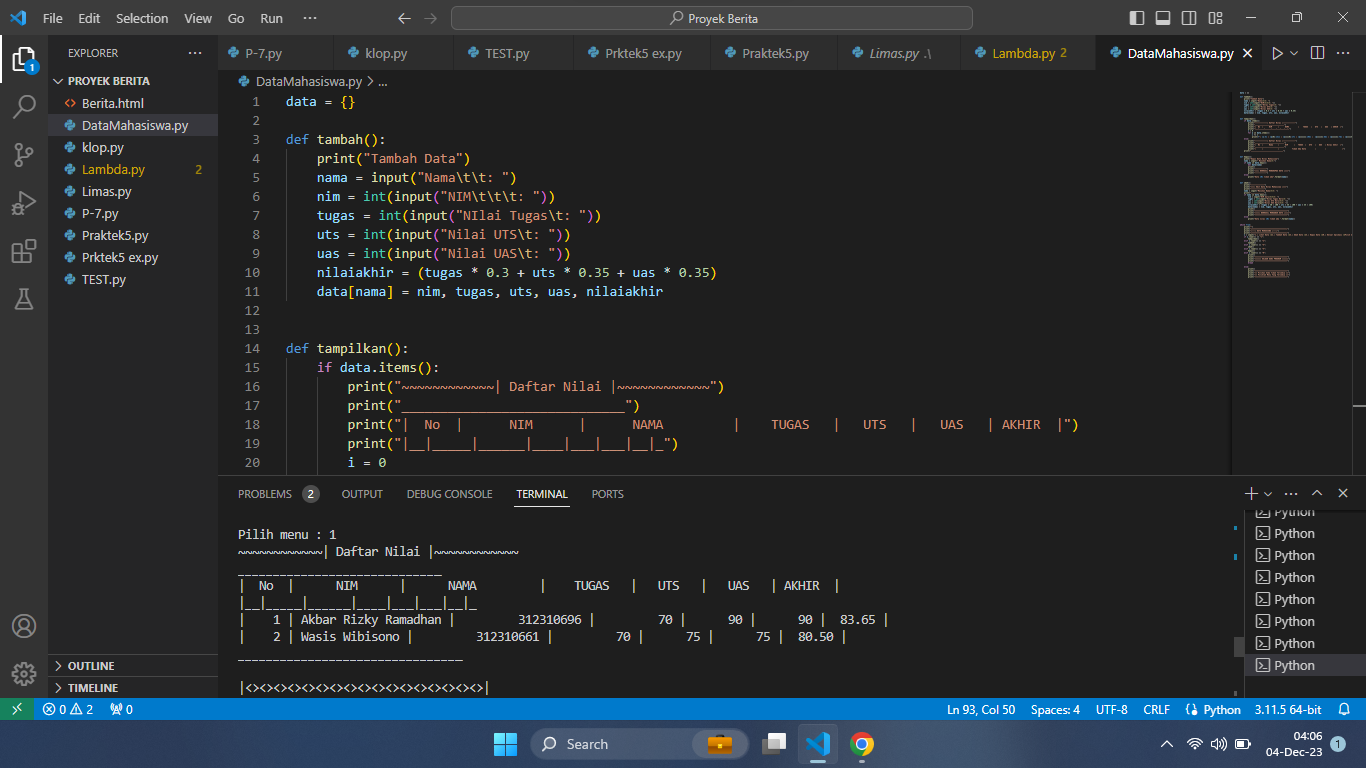 File Edit Selection View Go Run ··· Proyek Berita
EXPLORER ···
PROYEK BERITA
Berita.html
DataMahasiswa.py
klop.py
Lambda.py 2
Limas.py
P-7.py
Praktek5.py
Prktek5 ex.py
TEST.py
OUTLINE
TIMELINE
1
P-7.py klop.py TEST.py Prktek5 ex.py Praktek5.py Limas.py .\ Lambda.py 2 DataMahasiswa.py
DataMahasiswa.py > ...
1 data = {}
2
3 def tambah():
4 print("Tambah Data")
5 nama = input("Nama\t\t: ")
6 nim = int(input("NIM\t\t\t: "))
7 tugas = int(input("NIlai Tugas\t: "))
8 uts = int(input("Nilai UTS\t: "))
9 uas = int(input("Nilai UAS\t: "))
10 nilaiakhir = (tugas * 0.3 + uts * 0.35 + uas * 0.35)
11 data[nama] = nim, tugas, uts, uas, nilaiakhir
12
13
14 def tampilkan():
15 if data.items():
16 print("~~~~~~~~~~~~| Daftar Nilai |~~~~~~~~~~~~")
17 print("_____________________________")
18 print("| No | NIM | NAMA | TUGAS | UTS | UAS | AKHIR |")
19 print("|__|_____|______|____|___|___|__|_")
20 i = 0
PROBLEMS 2 OUTPUT DEBUG CONSOLE TERMINAL PORTS
Pilih menu : 1
~~~~~~~~~~~~| Daftar Nilai |~~~~~~~~~~~~
_____________________________
| No | NIM | NAMA | TUGAS | UTS | UAS | AKHIR |
|__|_____|______|____|___|___|__|_
| 1 | Akbar Rizky Ramadhan | 312310696 | 70 | 90 | 90 | 83.65 |
| 2 | Wasis Wibisono | 312310661 | 70 | 75 | 75 | 80.50 |
________________________________
|<><><><><><><><><><><><><><><><><>|
Python
Python
Python
Python
Python
Python
Python
Python
0 2 0 Ln 93, Col 50 Spaces: 4 UTF-8 CRLF Python 3.11.5 64-bit
Search
04:06
04-Dec-23
1